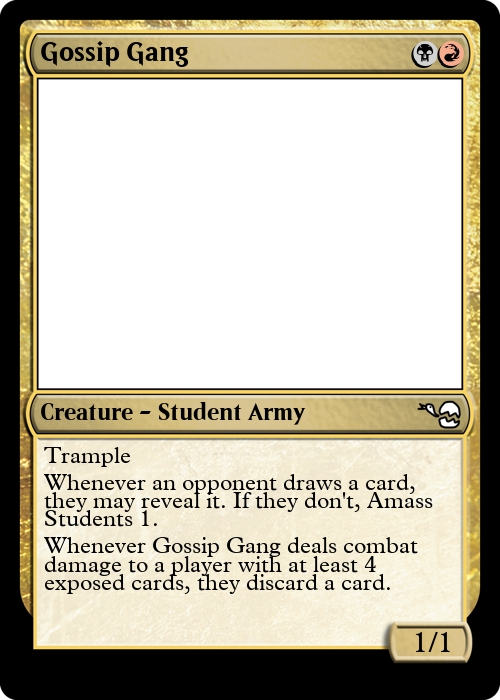 Gossip Gang
Creature – Student Army
Trample
Whenever an opponent draws a card,
they may reveal it. If they don't, Amass
Students 1.
Whenever Gossip Gang deals combat
damage to a player with at least 4
exposed cards, they discard a card.
1/1